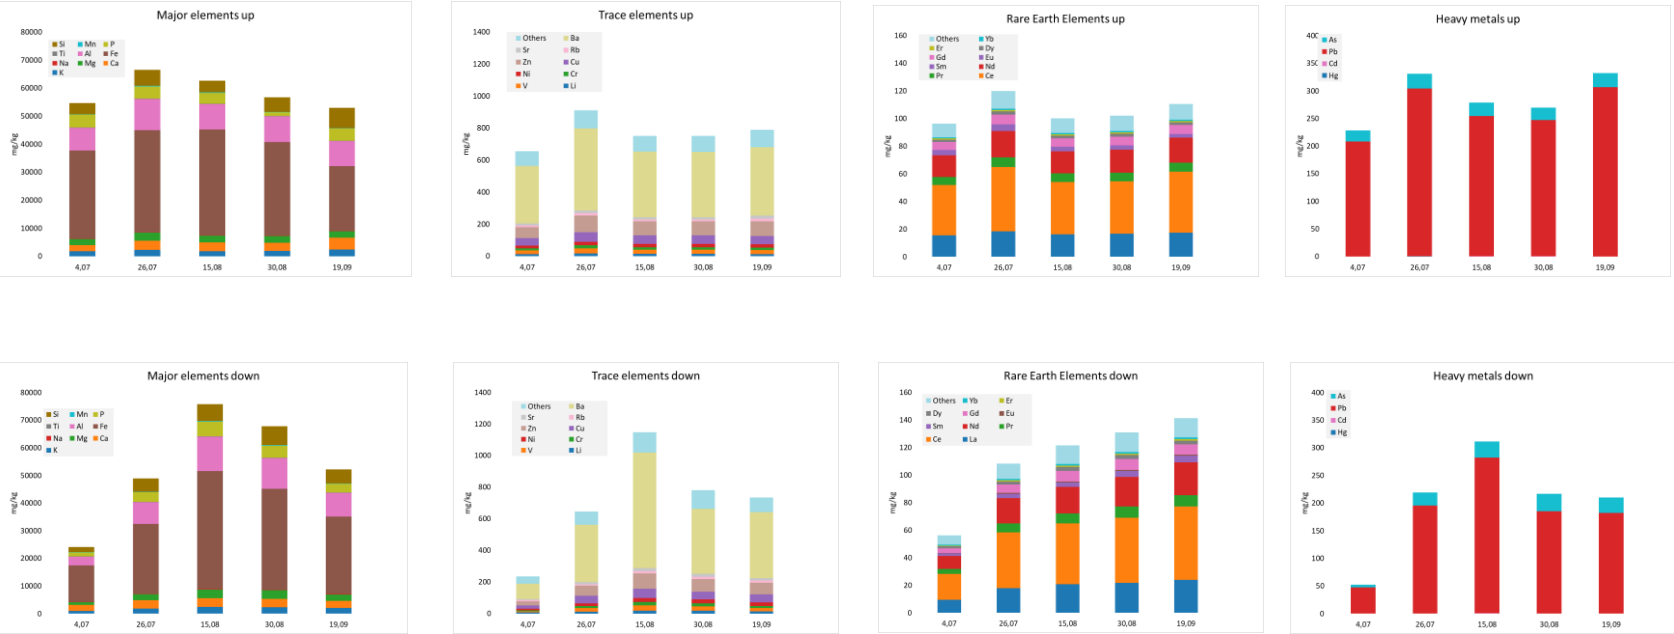 Major elements up
80000
70000
60000
50000
40000
30000
20000
10000
0
mg/kg
Si Mn P
Ti Al Fe
Na Mg Ca
K
4,07 26,07 15,08 30,08 19,09
Trace elements up
1400
1200
1000
800
600
400
200
0
mg/kg
Others Ba
Sr Rb
Zn Cu
Ni Cr
V Li
4,07 26,07 15,08 30,08 19,09
Rare Earth Elements up
160
140
120
100
80
60
40
20
0
mg/kg
Others Yb
Er Dy
Gd Eu
Sm Nd
Pr Ce
4,07 26,07 15,08 30,08 19,09
Heavy metals up
400
350
300
250
200
150
100
50
0
mg/kg
As
Pb
Cd
Hg
4,07 26,07 15,08 30,08 19,09
Major elements down
80000
70000
60000
50000
40000
30000
20000
10000
0
mg/kg
Si Mn P
Ti Al Fe
Na Mg Ca
K
4,07 26,07 15,08 30,08 19,09
Trace elements down
1400
1200
1000
800
600
400
200
0
mg/kg
Others Ba
Sr Rb
Zn Cu
Ni Cr
V Li
4,07 26,07 15,08 30,08 19,09
Rare Earth Elements down
160
140
120
100
80
60
40
20
0
mg/kg
Others Yb Er
Dy Gd Eu
Sm Nd Pr
Ce La
4,07 26,07 15,08 30,08 19,09
Heavy metals down
400
350
300
250
200
150
100
50
0
mg/kg
As
Pb
Cd
Hg
4,07 26,07 15,08 30,08 19,09